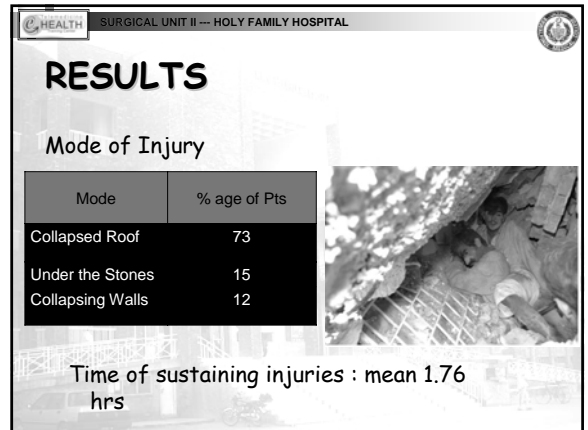 HEALTH
SURGICAL UNIT II --- HOLY FAMILY HOSPITAL
RESULTS
Mode of Injury
Mode % age of Pts
Collapsed Roof 73
Under the Stones 15
Collapsing Walls 12
Time of sustaining injuries : mean 1.76
hrs